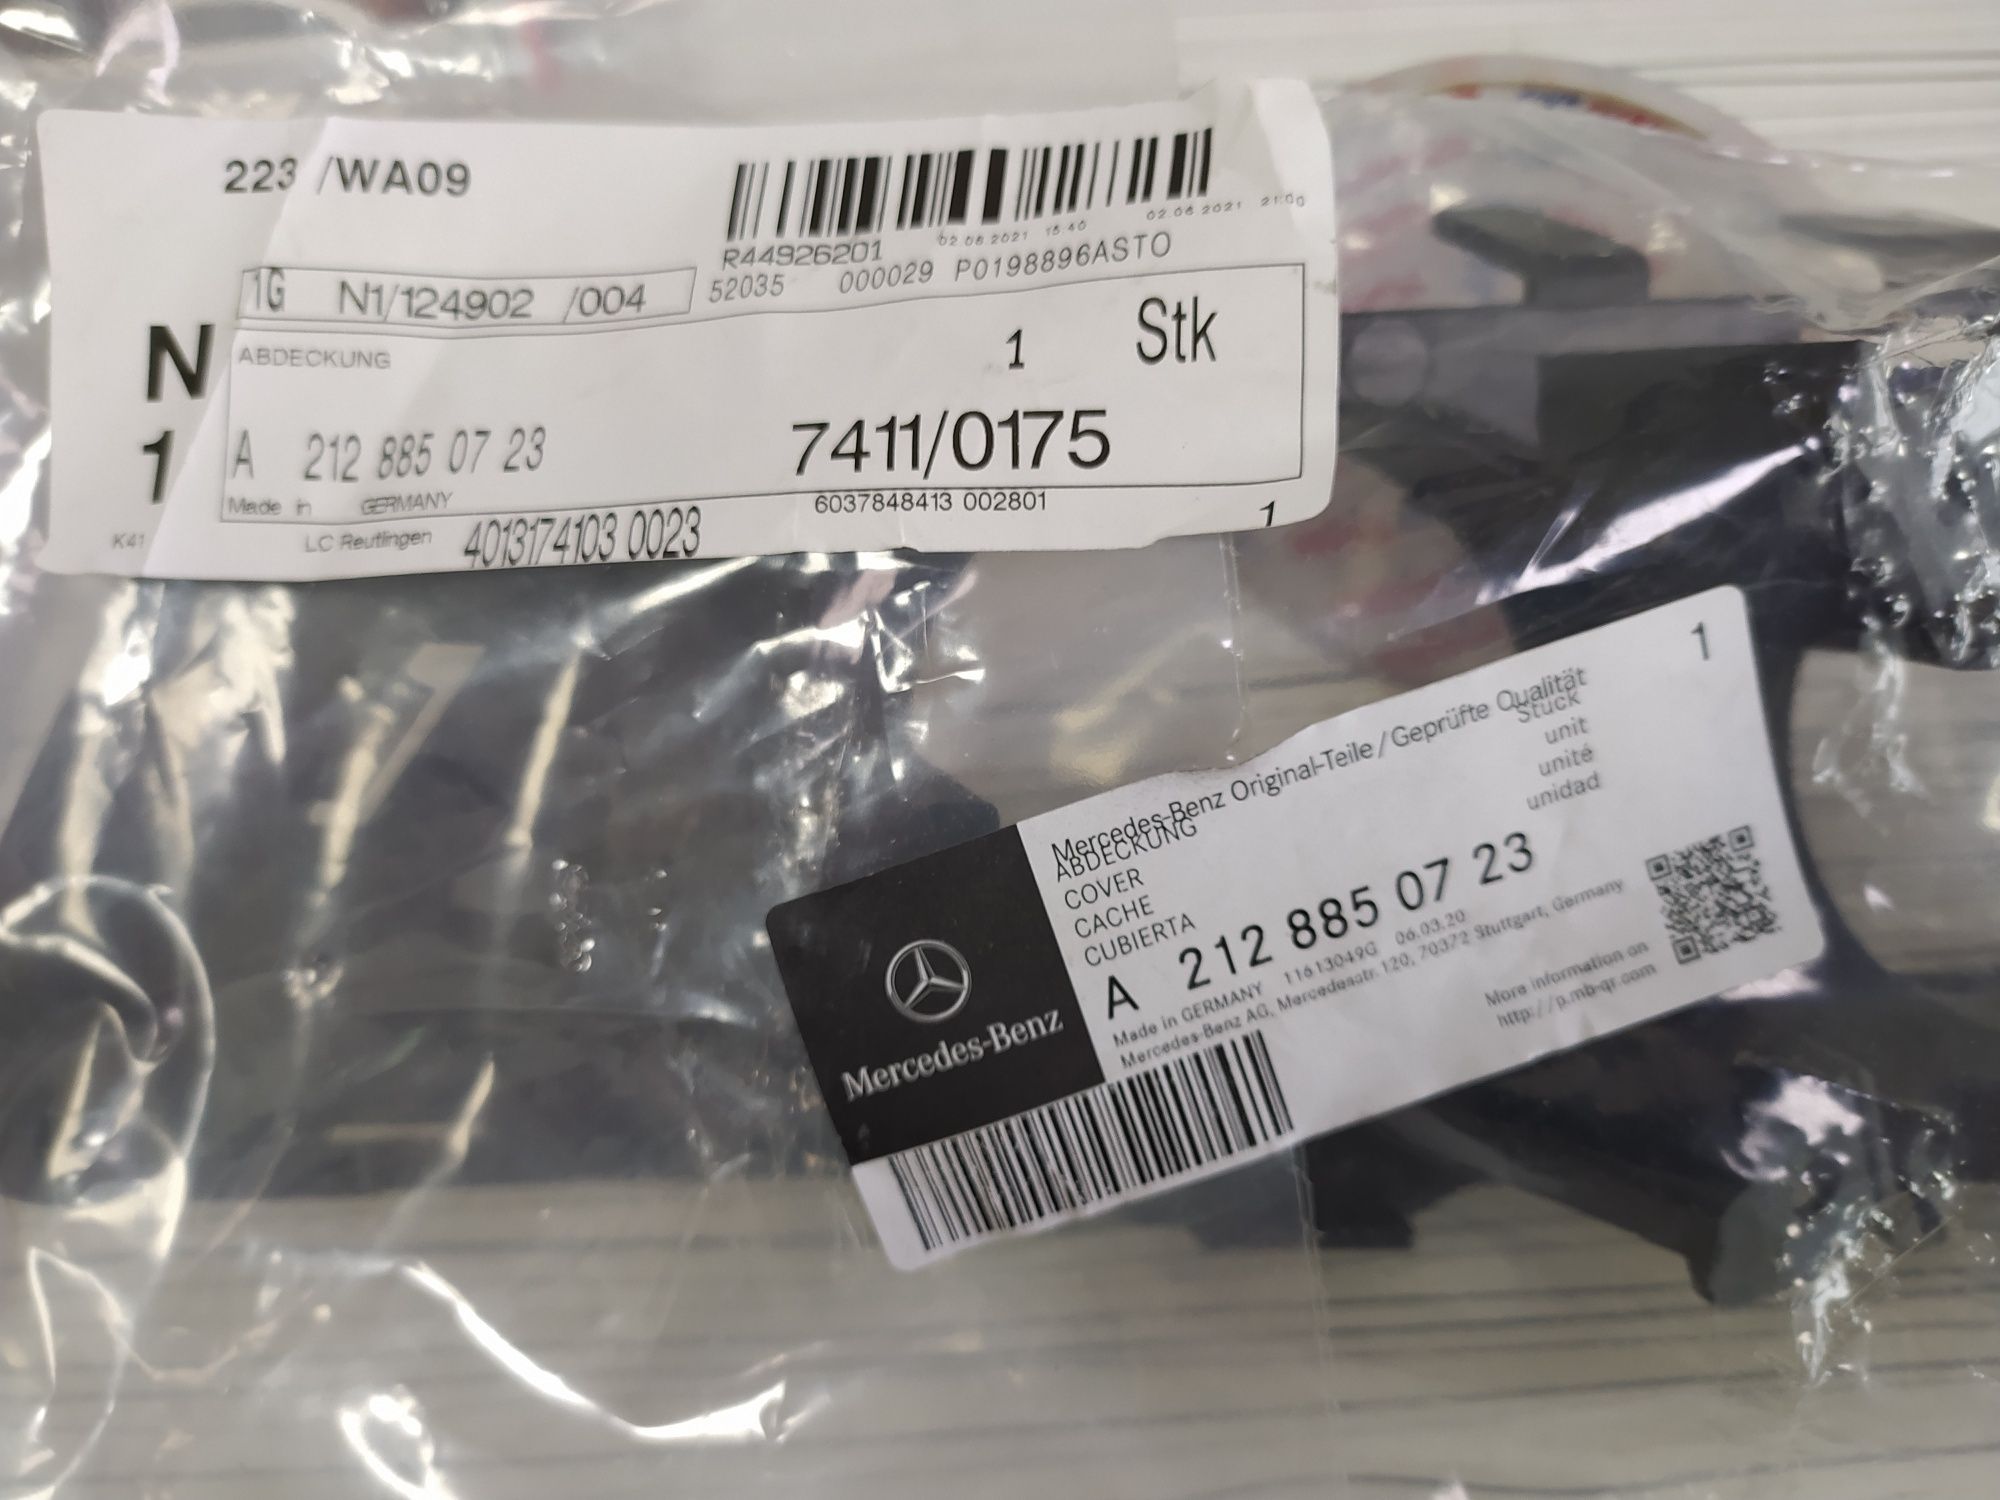 223 /WA09
R44926201
02.06.2021 15:40
02.06.2021 21:00
52035 000029 P0198896ASTO
1G N1/124902 /004
N
ABDECKUNG
1 Stk
1
A 212 885 07 23
7411/0175
Made in GERMANY
6037848413 002801
1
K41
LC Reutlingen
4013174103 0023
Mercedes-Benz Original-Teile / Geprüfte Qualität
1
ABDECKUNG
Stück
COVER
unit
CACHE
unité
CUBIERTA
unidad
A 212 885 07 23
Made in GERMANY 11613049G 06.03.20
Mercedes-Benz AG, Mercedesstr. 120, 70372 Stuttgart, Germany
More information on
http://p.mb-qr.com
Mercedes-Benz